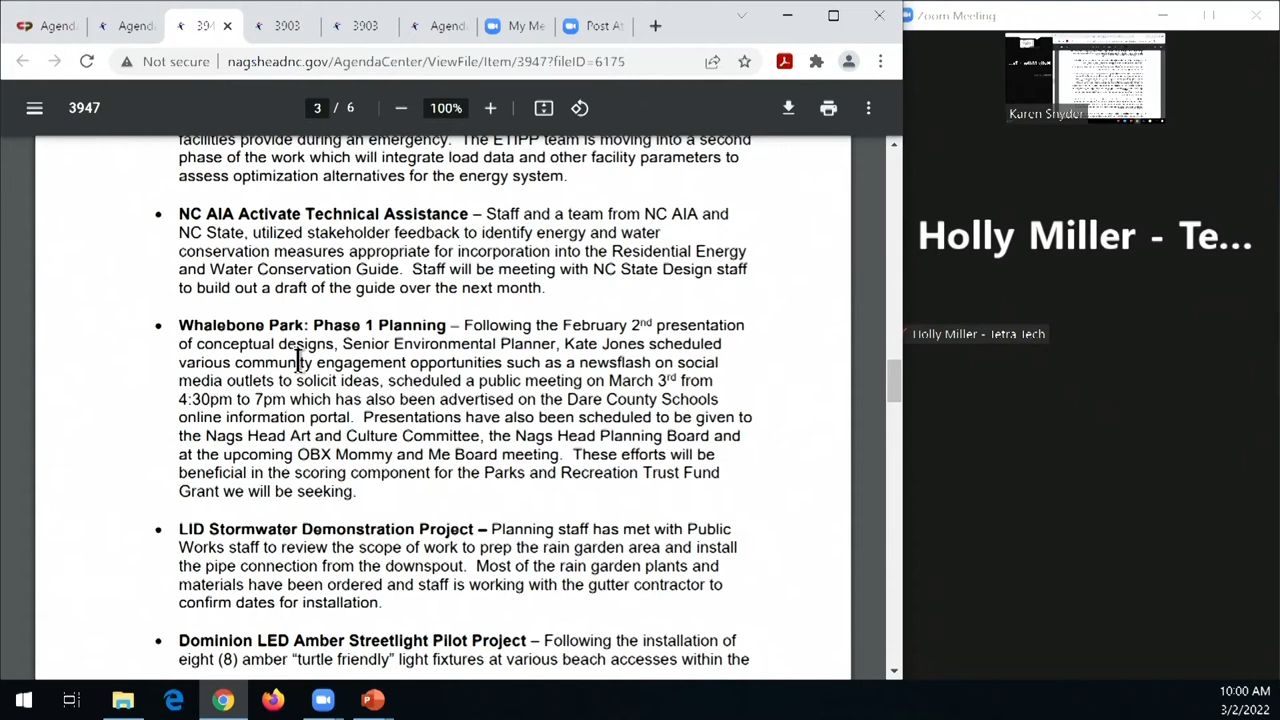 Agend
Agenda
394
3903
3903
Agend
My Me
Post At
Zoom Meeting
Not secure
nagsheadnc.gov/
FileID=6175
3947
3 / 6
100%
Karen Snyder
facilities provide during an emergency. The ETIPP team is moving into a second
phase of the work which will integrate load data and other facility parameters to
assess optimization alternatives for the energy system.
• NC AIA Activate Technical Assistance – Staff and a team from NC AIA and
NC State, utilized stakeholder feedback to identify energy and water
conservation measures appropriate for incorporation into the Residential Energy
and Water Conservation Guide. Staff will be meeting with NC State Design staff
to build out a draft of the guide over the next month.
• Whalebone Park: Phase 1 Planning – Following the February 2nd presentation
of conceptual designs, Senior Environmental Planner, Kate Jones scheduled
various community engagement opportunities such as a newsflash on social
media outlets to solicit ideas, scheduled a public meeting on March 3rd from
4:30pm to 7pm which has also been advertised on the Dare County Schools
online information portal. Presentations have also been scheduled to be given to
the Nags Head Art and Culture Committee, the Nags Head Planning Board and
at the upcoming OBX Mommy and Me Board meeting. These efforts will be
beneficial in the scoring component for the Parks and Recreation Trust Fund
Grant we will be seeking.
• LID Stormwater Demonstration Project – Planning staff has met with Public
Works staff to review the scope of work to prep the rain garden area and install
the pipe connection from the downspout. Most of the rain garden plants and
materials have been ordered and staff is working with the gutter contractor to
confirm dates for installation.
• Dominion LED Amber Streetlight Pilot Project – Following the installation of
eight (8) amber “turtle friendly” light fixtures at various beach accesses within the
Holly Miller - Te...
Holly Miller - Tetra Tech
10:00 AM
3/2/2022